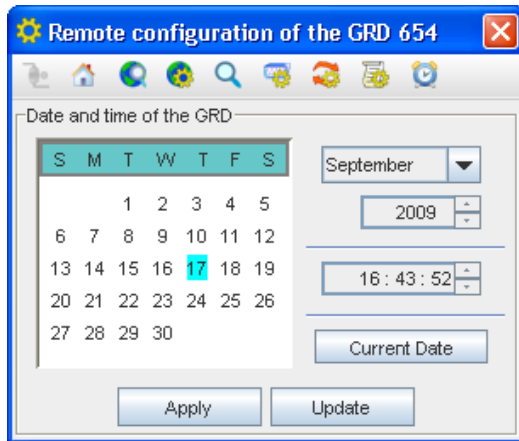 Remote configuration of the GRD 654
Date and time of the GRD
S M T W T F S
1 2 3 4 5
6 7 8 9 10 11 12
13 14 15 16 17 18 19
20 21 22 23 24 25 26
27 28 29 30
September
2009
16 : 43 : 52
Current Date
Apply Update